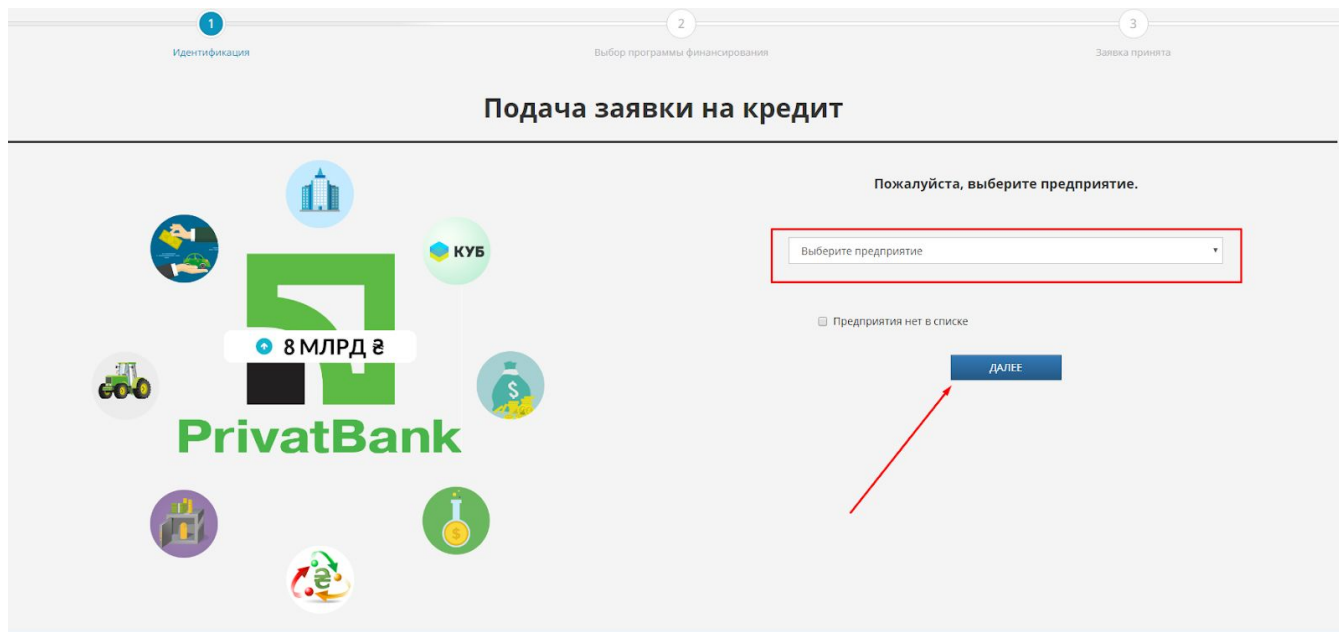 1
2
3
Идентификация
Выбор программы финансирования
Заявка принята
Подача заявки на кредит
Пожалуйста, выберите предприятие.
Выберите предприятие
Предприятия нет в списке
ДАЛЕЕ
КУБ
8 МЛРД ₴
$
PrivatBank
$
₴